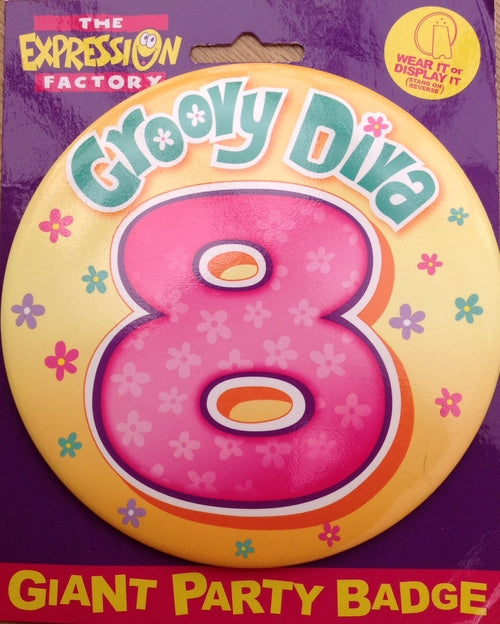 THE
EXPRESSION
FACTORY
WEAR IT or
DISPLAY IT
(STAND ON
REVERSE)
Groovy Diva
8
GIANT PARTY BADGE